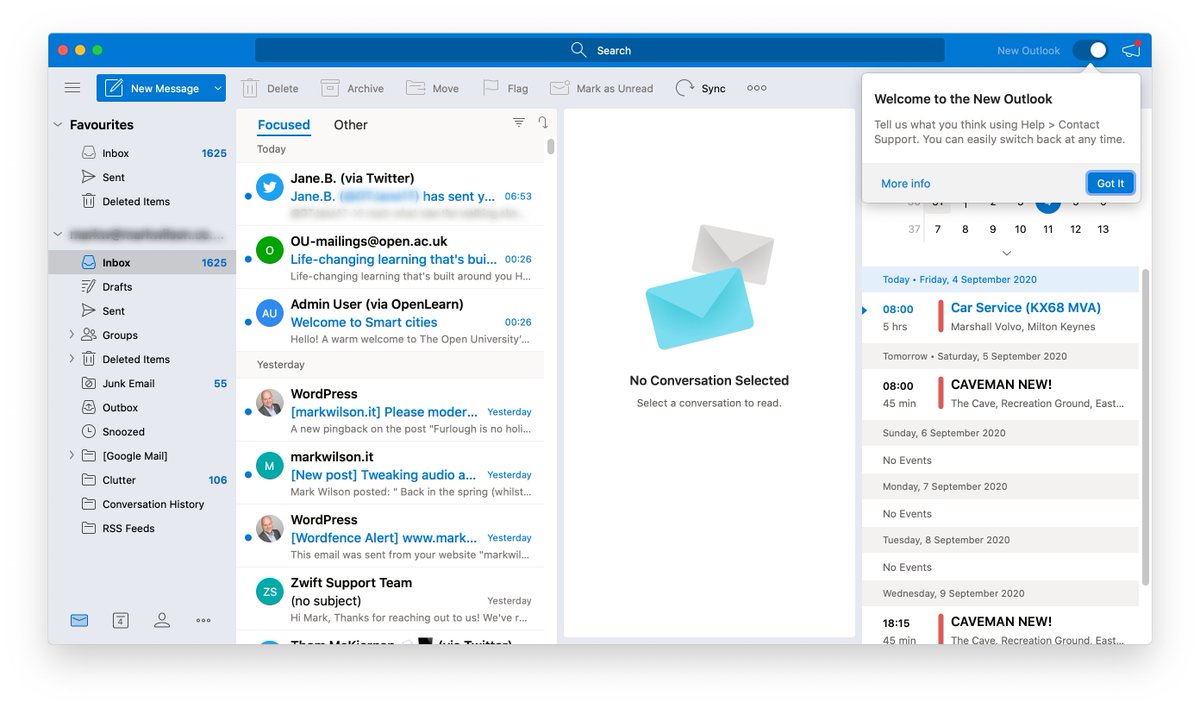 Search
New Outlook
New Message
Delete
Archive
Move
Flag
Mark as Unread
Sync
Welcome to the New Outlook
Tell us what you think using Help > Contact
Support. You can easily switch back at any time.
More info
Got It
Favourites
Inbox 1625
Sent
Deleted Items
Inbox 1625
Drafts
Sent
Groups
Deleted Items
Junk Email 55
Outbox
Snoozed
[Google Mail]
Clutter 106
Conversation History
RSS Feeds
4
Focused Other
Today
Jane.B. (via Twitter)
Jane.B. has sent y... 06:53
O
OU-mailings@open.ac.uk
Life-changing learning that's built... 00:26
Life-changing learning that's built around you H...
AU
Admin User (via OpenLearn)
Welcome to Smart cities 00:26
Hello! A warm welcome to The Open University'...
Yesterday
WordPress
[markwilson.it] Please moder... Yesterday
A new pingback on the post "Furlough is no holi...
M
markwilson.it
[New post] Tweaking audio a... Yesterday
Mark Wilson posted: " Back in the spring (whilst...
WordPress
[Wordfence Alert] www.mark... Yesterday
This email was sent from your website "markwil...
ZS
Zwift Support Team
(no subject) Yesterday
Hi Mark, Thanks for reaching out to us! We've r...
(via Twitter)
No Conversation Selected
Select a conversation to read.
37 7 8 9 10 11 12 13
Today • Friday, 4 September 2020
08:00 Car Service (KX68 MVA)
5 hrs Marshall Volvo, Milton Keynes
Tomorrow • Saturday, 5 September 2020
08:00 CAVEMAN NEW!
45 min The Cave, Recreation Ground, East...
Sunday, 6 September 2020
No Events
Monday, 7 September 2020
No Events
Tuesday, 8 September 2020
No Events
Wednesday, 9 September 2020
18:15 CAVEMAN NEW!
45 min The Cave, Recreation Ground, East...